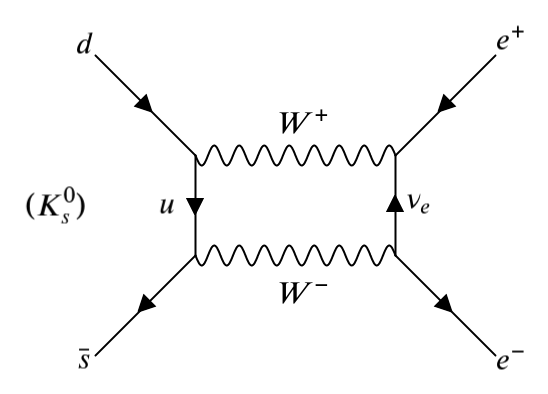 d
e⁺
W⁺
(K⁰ₛ)
u
νₑ
W⁻
s̄
e⁻